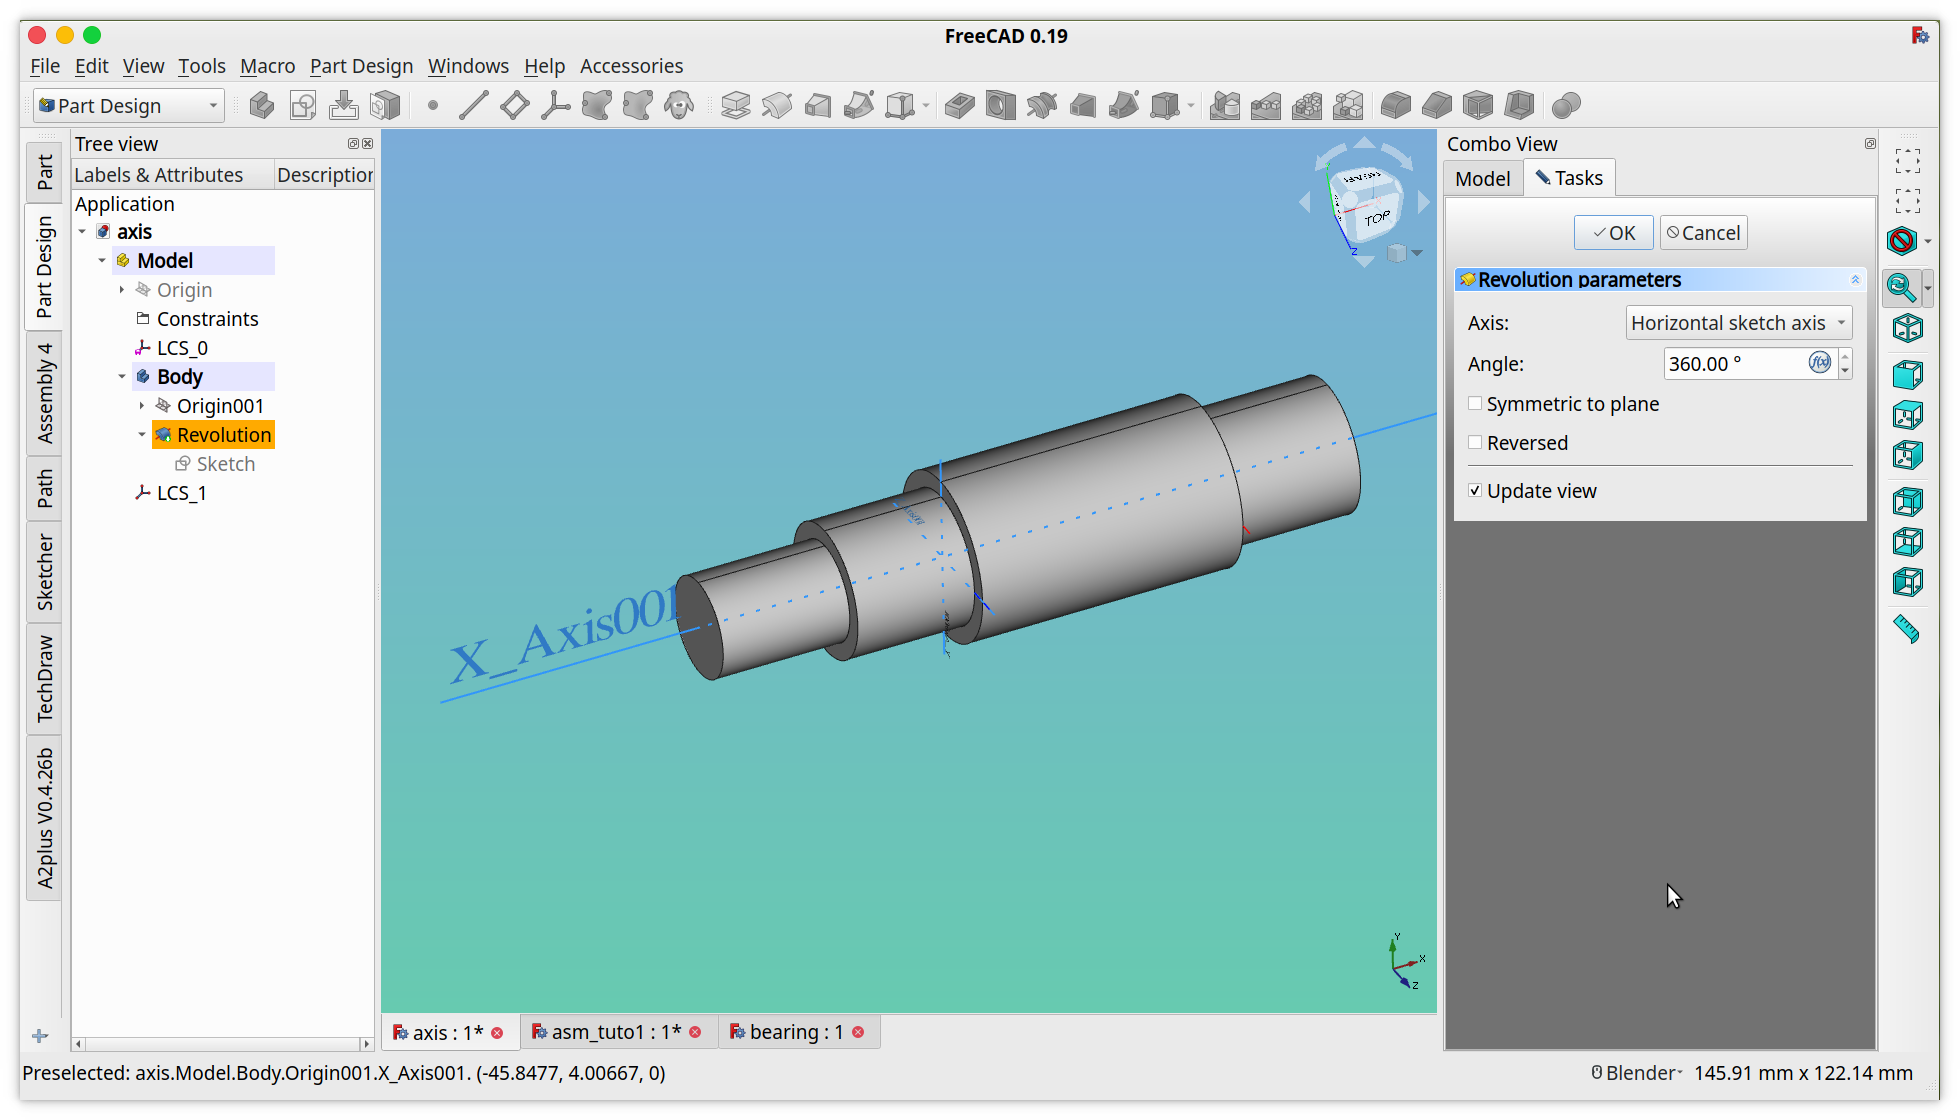 FreeCAD 0.19
File Edit View Tools Macro Part Design Windows Help Accessories
Part Design
Part
Part Design
Assembly 4
Path
Sketcher
TechDraw
A2plus V0.4.26b
Tree view
Labels & Attributes Description
Application
axis
Model
Origin
Constraints
LCS_0
Body
Origin001
Revolution
Sketch
LCS_1
X_Axis001
TOP
Z
Y
X
Z
axis : 1*
asm_tuto1 : 1*
bearing : 1
Combo View
Model Tasks
OK Cancel
Revolution parameters
Axis: Horizontal sketch axis
Angle: 360.00 ° f(x)
Symmetric to plane
Reversed
Update view
Preselected: axis.Model.Body.Origin001.X_Axis001. (-45.8477, 4.00667, 0)
Blender 145.91 mm x 122.14 mm